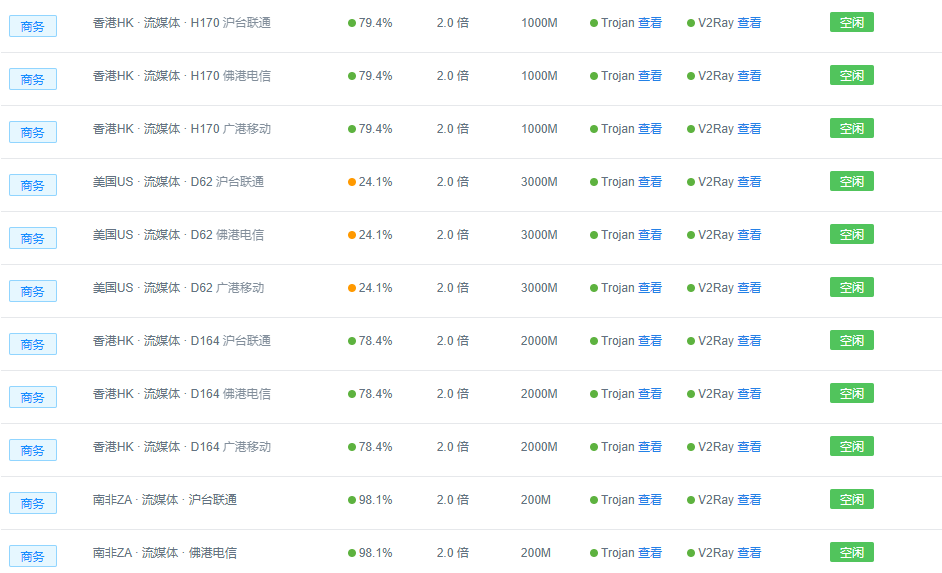 商务 香港HK · 流媒体 · H170 沪台联通 79.4% 2.0 倍 1000M Trojan 查看 V2Ray 查看 空闲
商务 香港HK · 流媒体 · H170 佛港电信 79.4% 2.0 倍 1000M Trojan 查看 V2Ray 查看 空闲
商务 香港HK · 流媒体 · H170 广港移动 79.4% 2.0 倍 1000M Trojan 查看 V2Ray 查看 空闲
商务 美国US · 流媒体 · D62 沪台联通 24.1% 2.0 倍 3000M Trojan 查看 V2Ray 查看 空闲
商务 美国US · 流媒体 · D62 佛港电信 24.1% 2.0 倍 3000M Trojan 查看 V2Ray 查看 空闲
商务 美国US · 流媒体 · D62 广港移动 24.1% 2.0 倍 3000M Trojan 查看 V2Ray 查看 空闲
商务 香港HK · 流媒体 · D164 沪台联通 78.4% 2.0 倍 2000M Trojan 查看 V2Ray 查看 空闲
商务 香港HK · 流媒体 · D164 佛港电信 78.4% 2.0 倍 2000M Trojan 查看 V2Ray 查看 空闲
商务 香港HK · 流媒体 · D164 广港移动 78.4% 2.0 倍 2000M Trojan 查看 V2Ray 查看 空闲
商务 南非ZA · 流媒体 · 沪台联通 98.1% 2.0 倍 200M Trojan 查看 V2Ray 查看 空闲
商务 南非ZA · 流媒体 · 佛港电信 98.1% 2.0 倍 200M Trojan 查看 V2Ray 查看 空闲